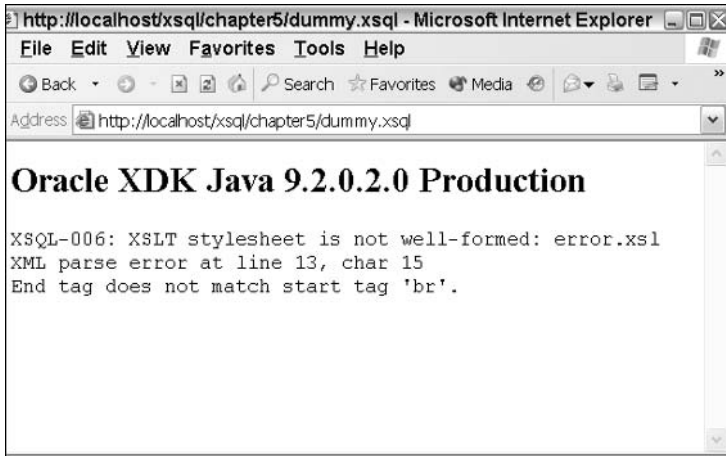 http://localhost/xsql/chapter5/dummy.xsql - Microsoft Internet Explorer
File Edit View Favorites Tools Help
Back Search Favorites Media »
Address http://localhost/xsql/chapter5/dummy.xsql
Oracle XDK Java 9.2.0.2.0 Production
XSQL-006: XSLT stylesheet is not well-formed: error.xsl
XML parse error at line 13, char 15
End tag does not match start tag 'br'.